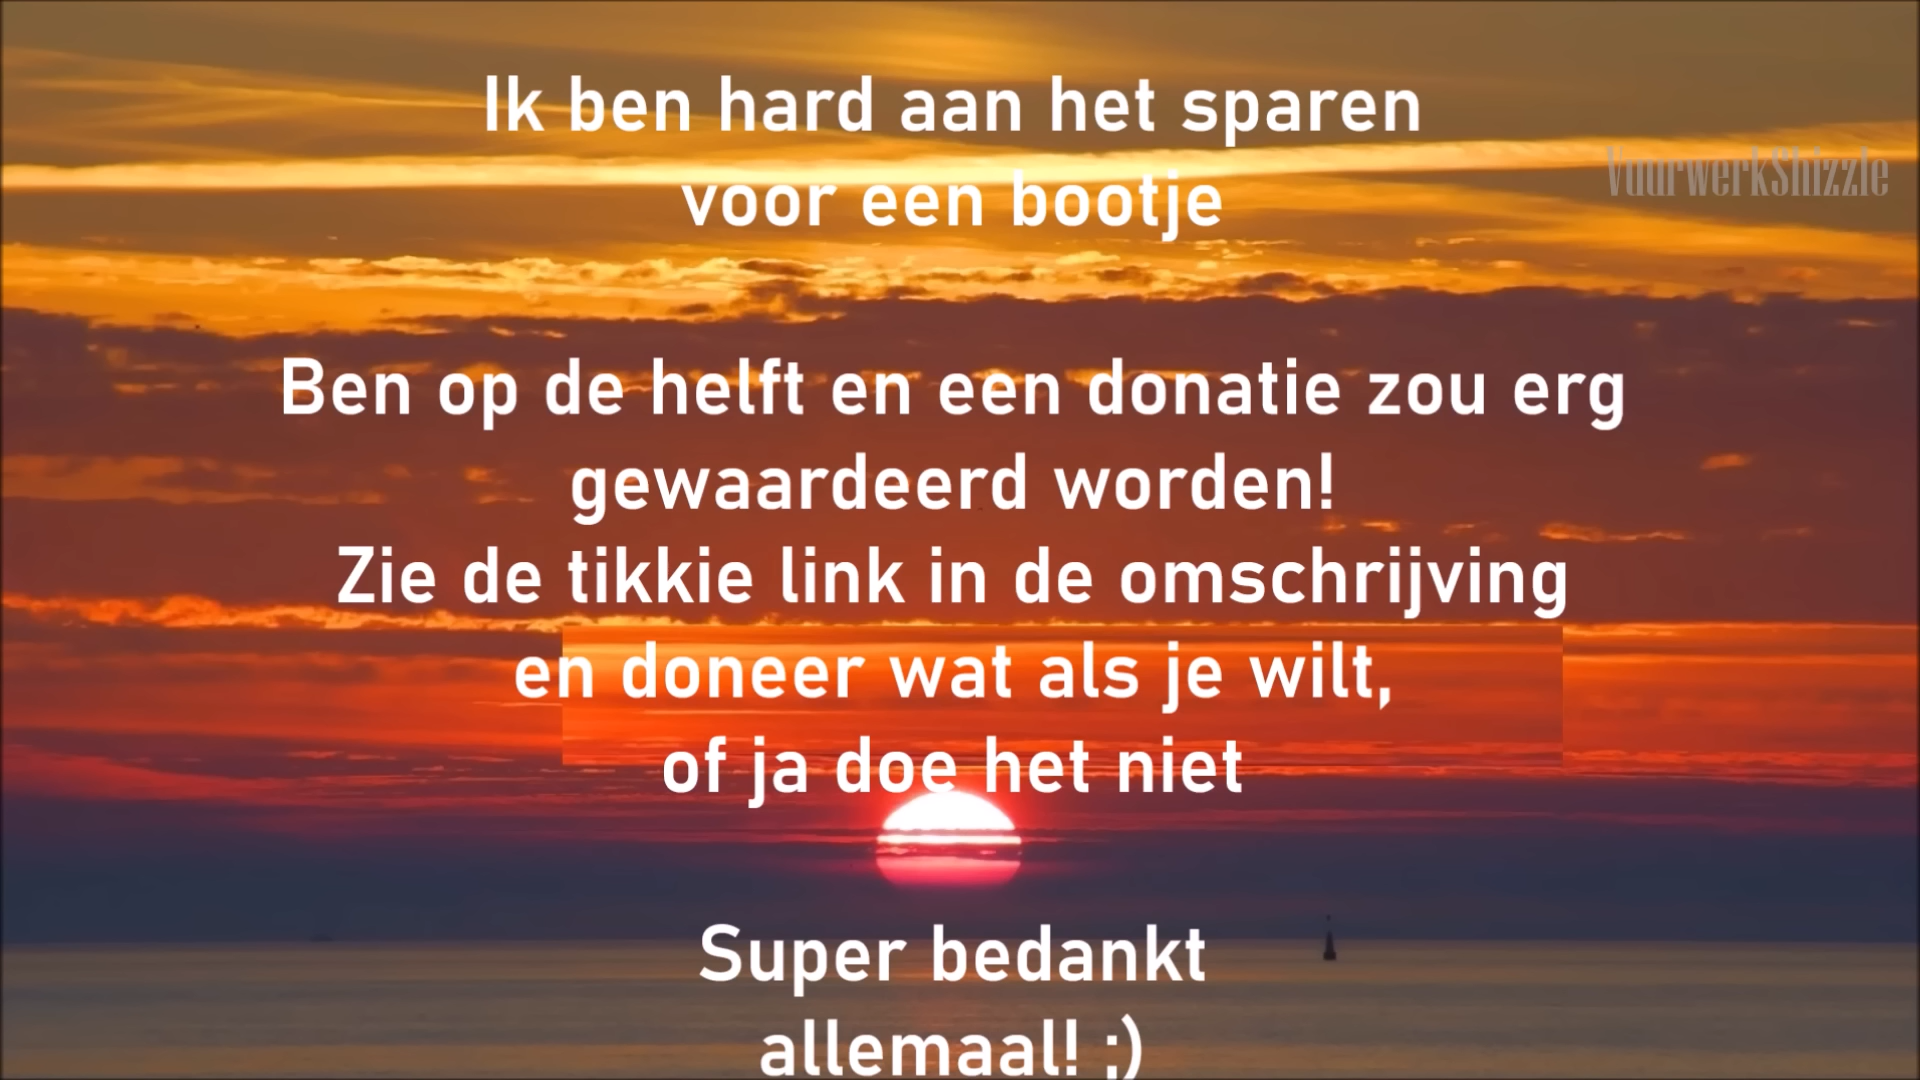 Ik ben hard aan het sparen
VuurwerkShizzle
voor een bootje
Ben op de helft en een donatie zou erg
gewaardeerd worden!
Zie de tikkie link in de omschrijving
en doneer wat als je wilt,
of ja doe het niet
Super bedankt
allemaal! ;)